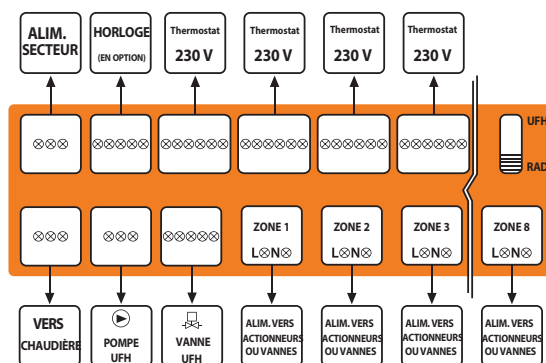 ALIM.
SECTEUR
HORLOGE
(EN OPTION)
Thermostat
230 V
Thermostat
230 V
Thermostat
230 V
Thermostat
230 V
UFH
RAD
ZONE 1
L⊗N⊗
ZONE 2
L⊗N⊗
ZONE 3
L⊗N⊗
ZONE 8
L⊗N⊗
VERS
CHAUDIÈRE
POMPE
UFH
VANNE
UFH
ALIM. VERS
ACTIONNEURS
OU VANNES
ALIM. VERS
ACTIONNEURS
OU VANNES
ALIM. VERS
ACTIONNEURS
OU VANNES
ALIM. VERS
ACTIONNEURS
OU VANNES